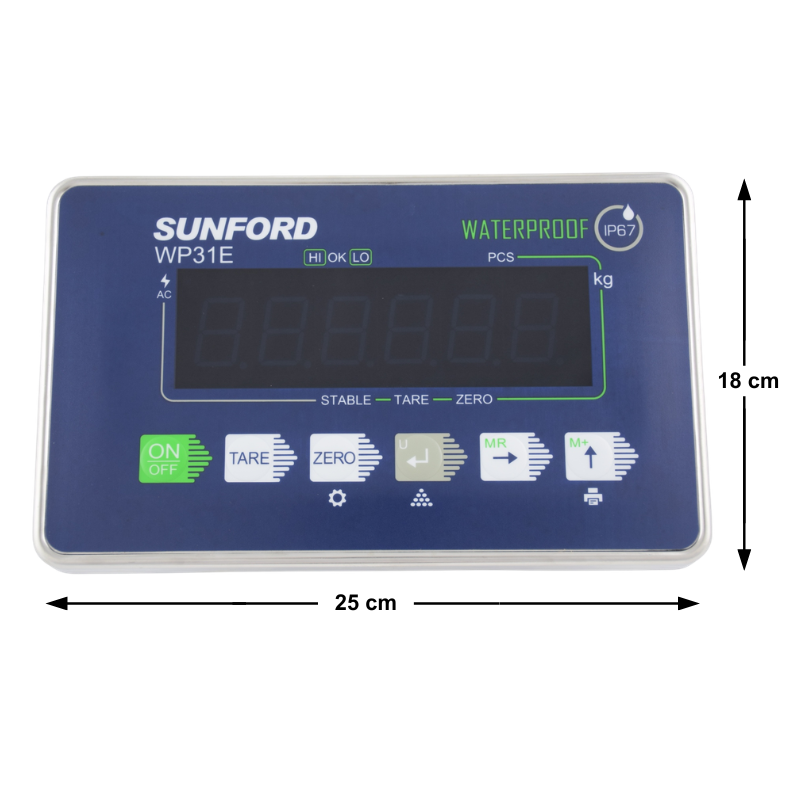 SUNFORD
WATERPROOF IP67
WP31E
HI OK LO
PCS
kg
AC
STABLE TARE ZERO
ON
OFF
TARE
ZERO
U
MR
M+
18 cm
25 cm